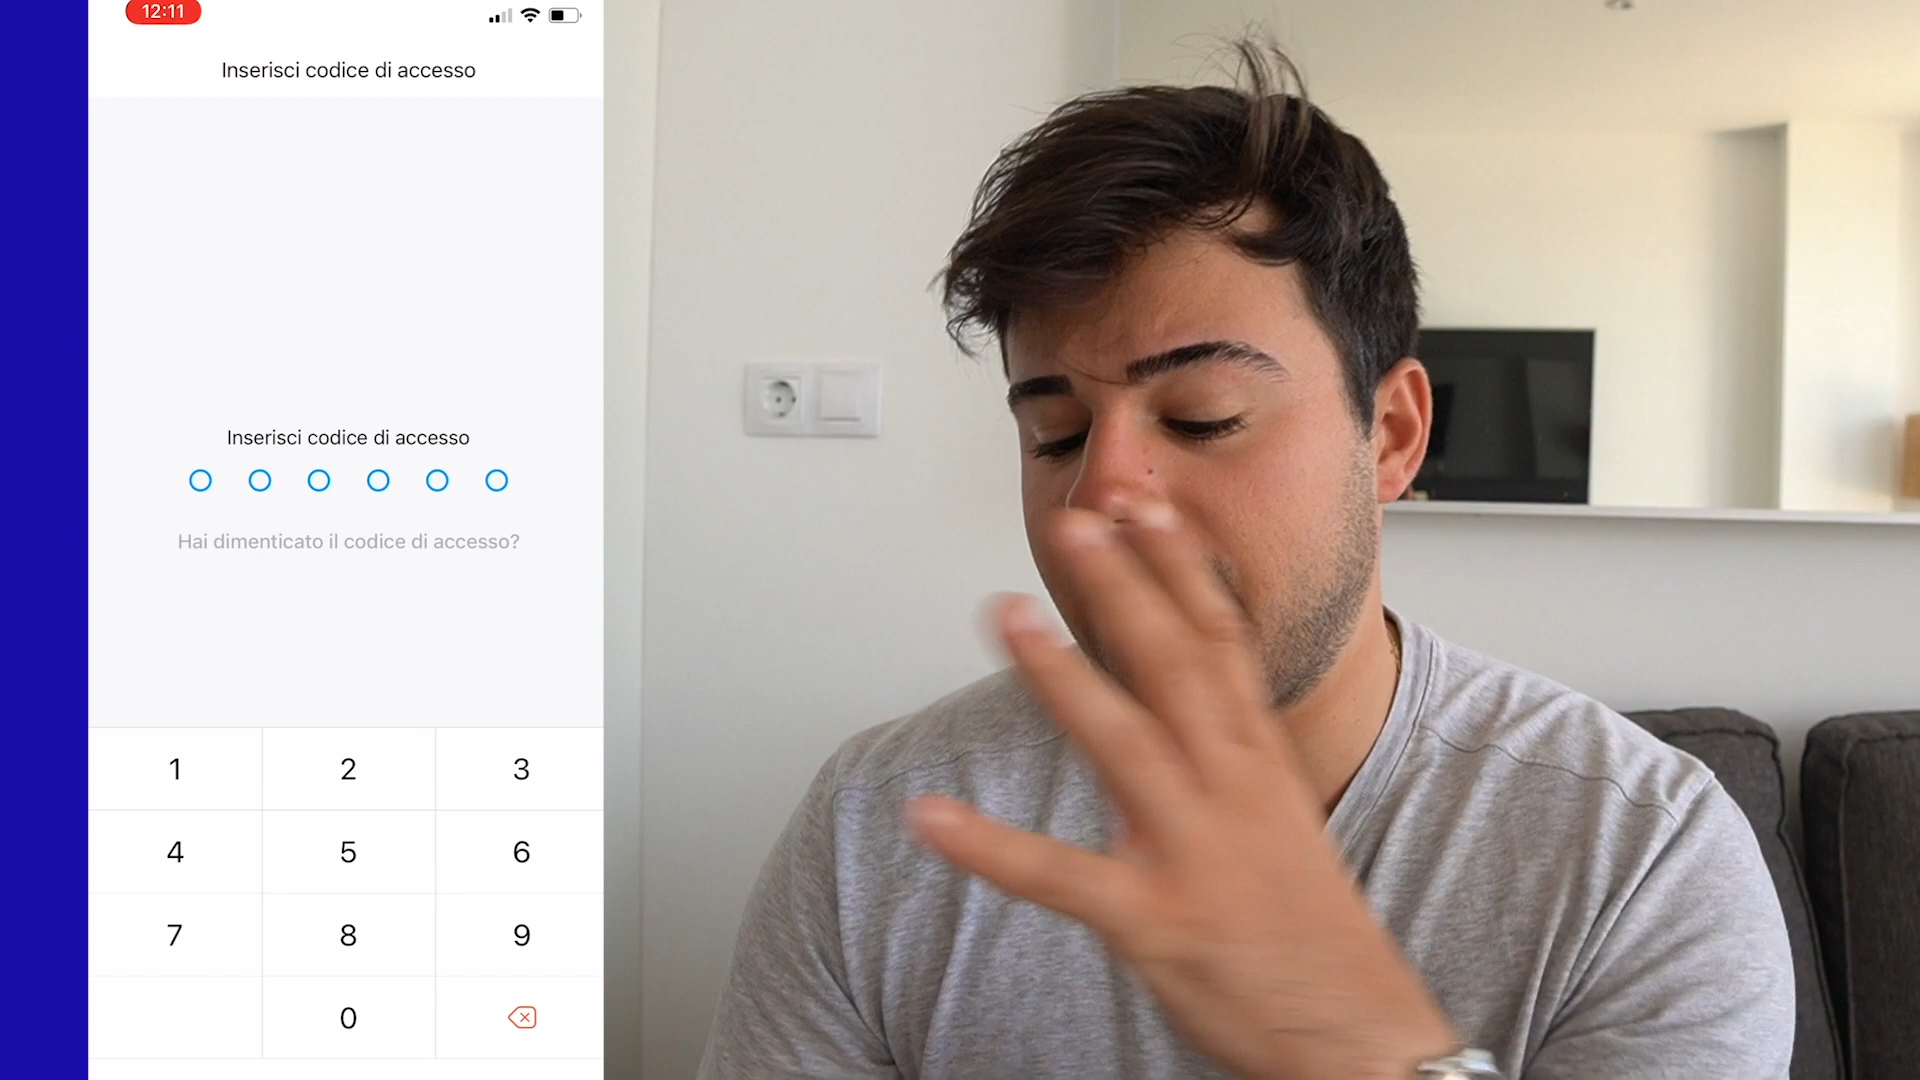 12:11
Inserisci codice di accesso
Inserisci codice di accesso
Hai dimenticato il codice di accesso?
1 2 3
4 5 6
7 8 9
0